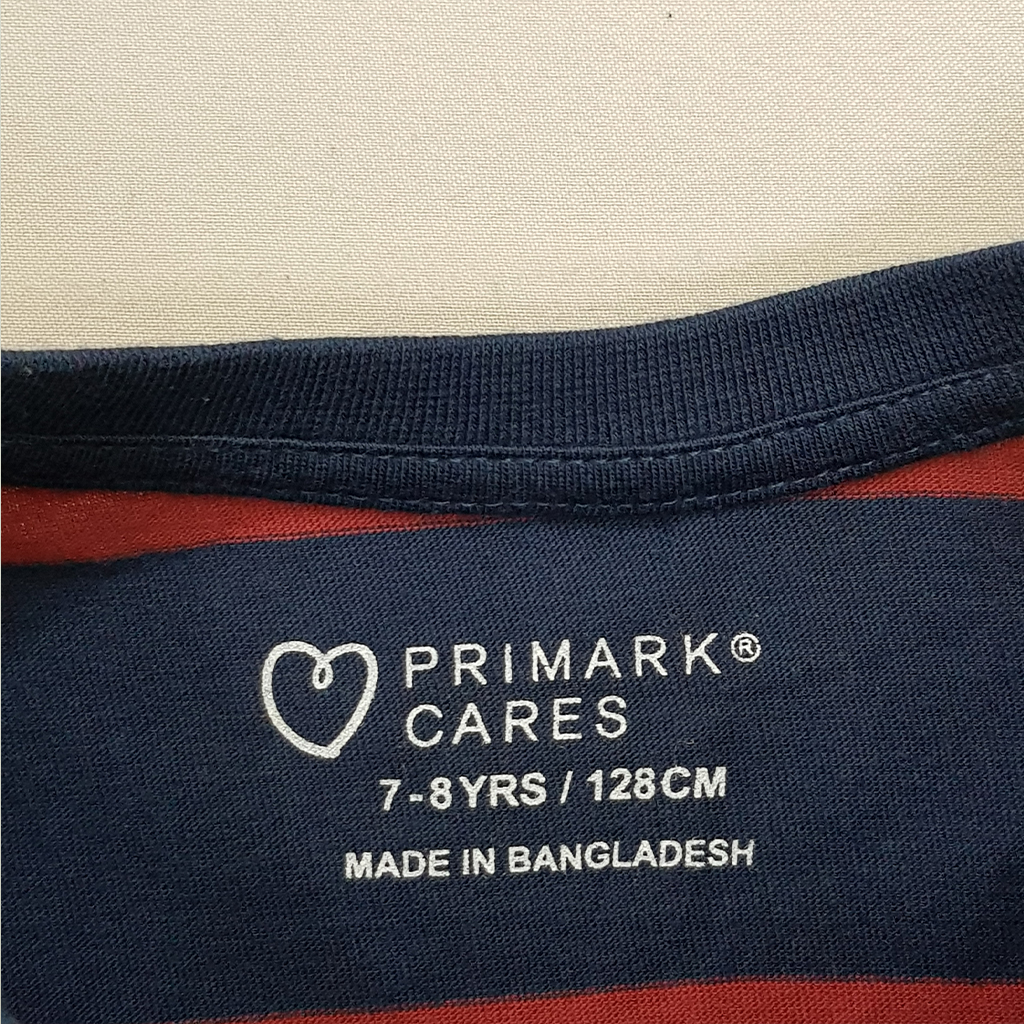 PRIMARK®
CARES
7-8YRS / 128CM
MADE IN BANGLADESH